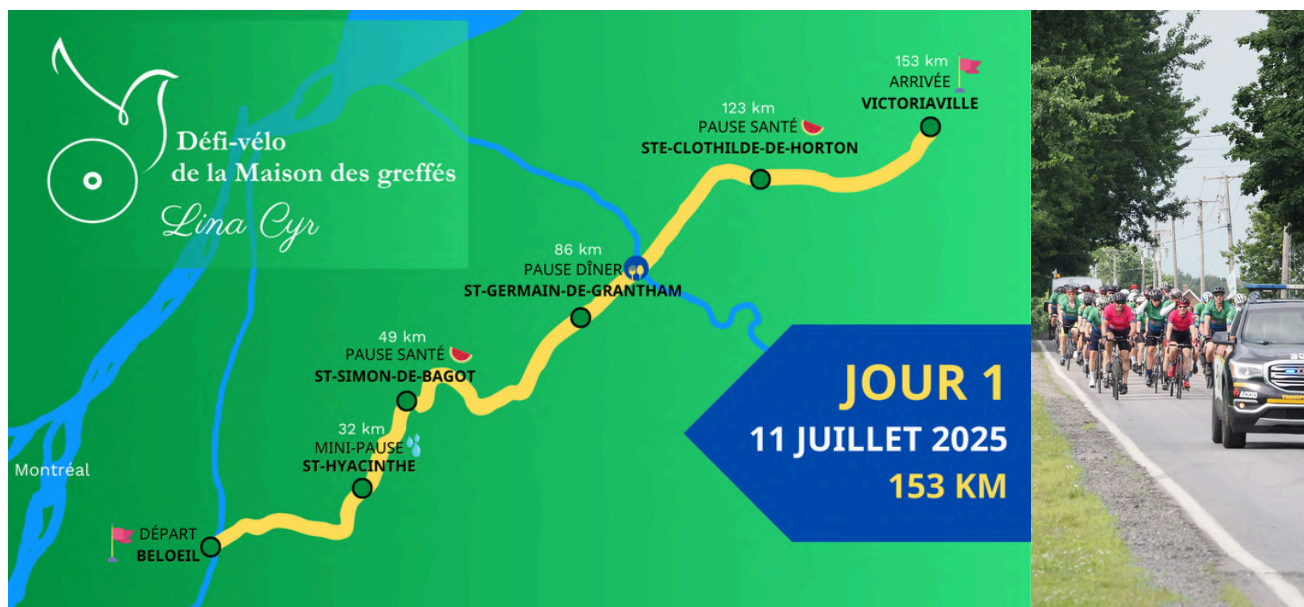 Défi-vélo
de la Maison des greffés
Lina Cyr
153 km
ARRIVÉE
VICTORIAVILLE
123 km
PAUSE SANTÉ
STE-CLOTHILDE-DE-HORTON
86 km
PAUSE DÎNER
ST-GERMAIN-DE-GRANTHAM
49 km
PAUSE SANTÉ
ST-SIMON-DE-BAGOT
32 km
MINI-PAUSE
ST-HYACINTHE
Montréal
DÉPART
BELOEIL
JOUR 1
11 JUILLET 2025
153 KM